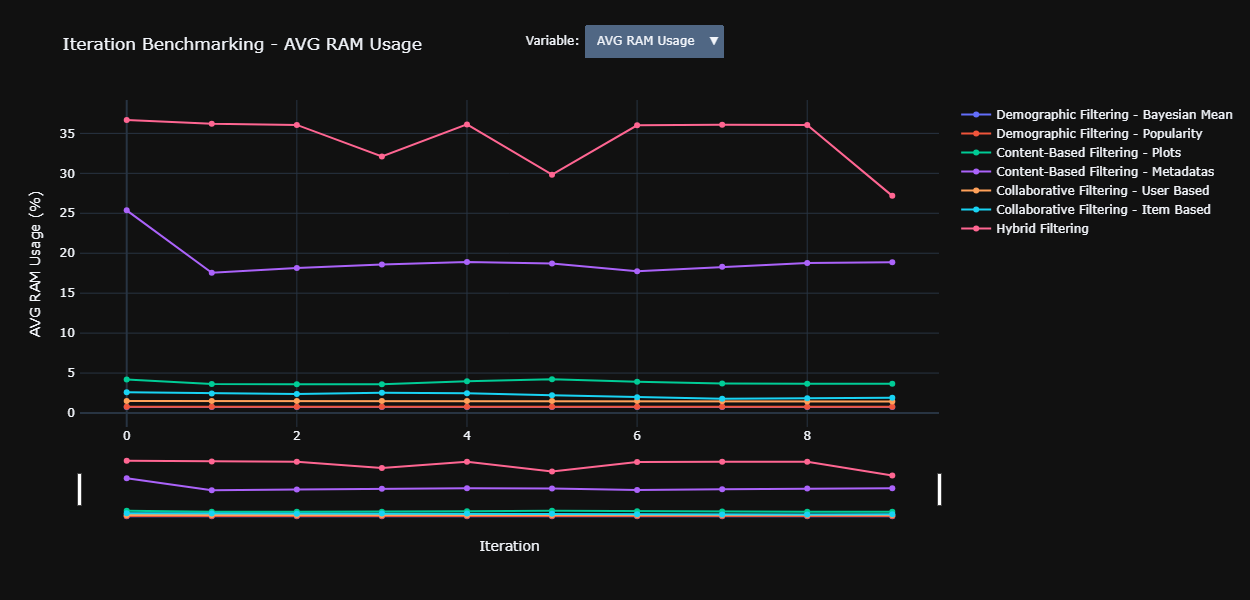 Iteration Benchmarking - AVG RAM Usage
Variable:
AVG RAM Usage
AVG RAM Usage (%)
35
30
25
20
15
10
5
0
0
2
4
6
8
Iteration
Demographic Filtering - Bayesian Mean
Demographic Filtering - Popularity
Content-Based Filtering - Plots
Content-Based Filtering - Metadatas
Collaborative Filtering - User Based
Collaborative Filtering - Item Based
Hybrid Filtering